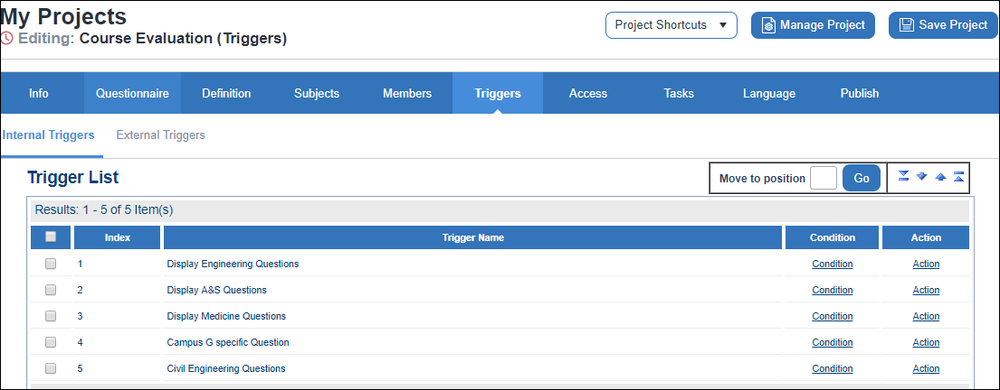 My Projects
Editing: Course Evaluation (Triggers)
Project Shortcuts
Manage Project
Save Project
Info Questionnaire Definition Subjects Members Triggers Access Tasks Language Publish
Internal Triggers External Triggers
Trigger List
Move to position Go
Results: 1 - 5 of 5 Item(s)
Index Trigger Name Condition Action
1 Display Engineering Questions Condition Action
2 Display A&S Questions Condition Action
3 Display Medicine Questions Condition Action
4 Campus G specific Question Condition Action
5 Civil Engineering Questions Condition Action